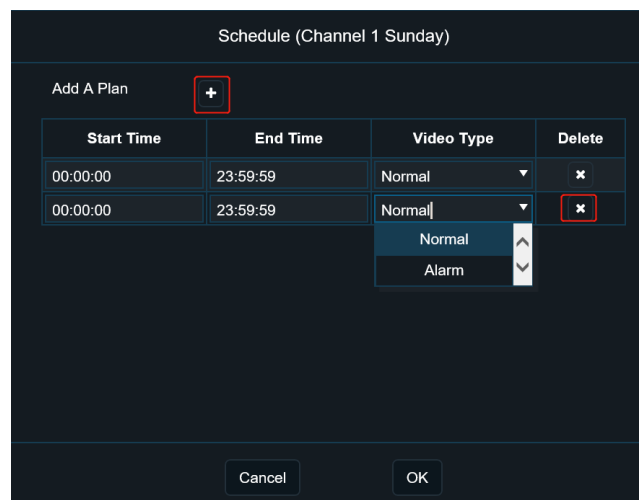 Schedule (Channel 1 Sunday)
Add A Plan
Start Time End Time Video Type Delete
00:00:00 23:59:59 Normal
00:00:00 23:59:59 Normal
Normal
Alarm
Cancel OK